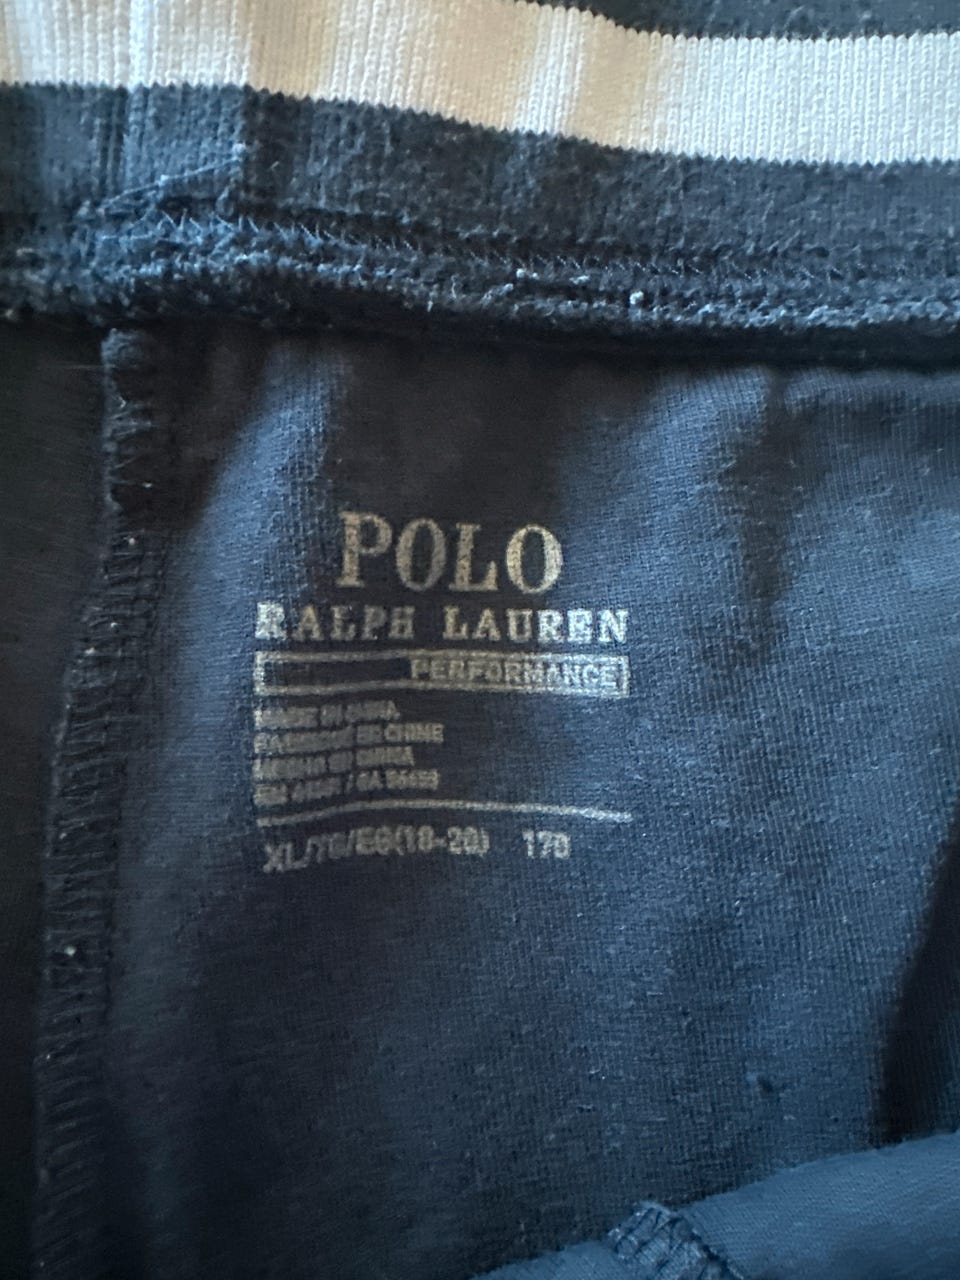 POLO
RALPH LAUREN
PERFORMANCE
MADE IN CHINA
FABRIQUÉ EN CHINE
HECHO EN CHINA
XL/TG/EG(18-20) 170